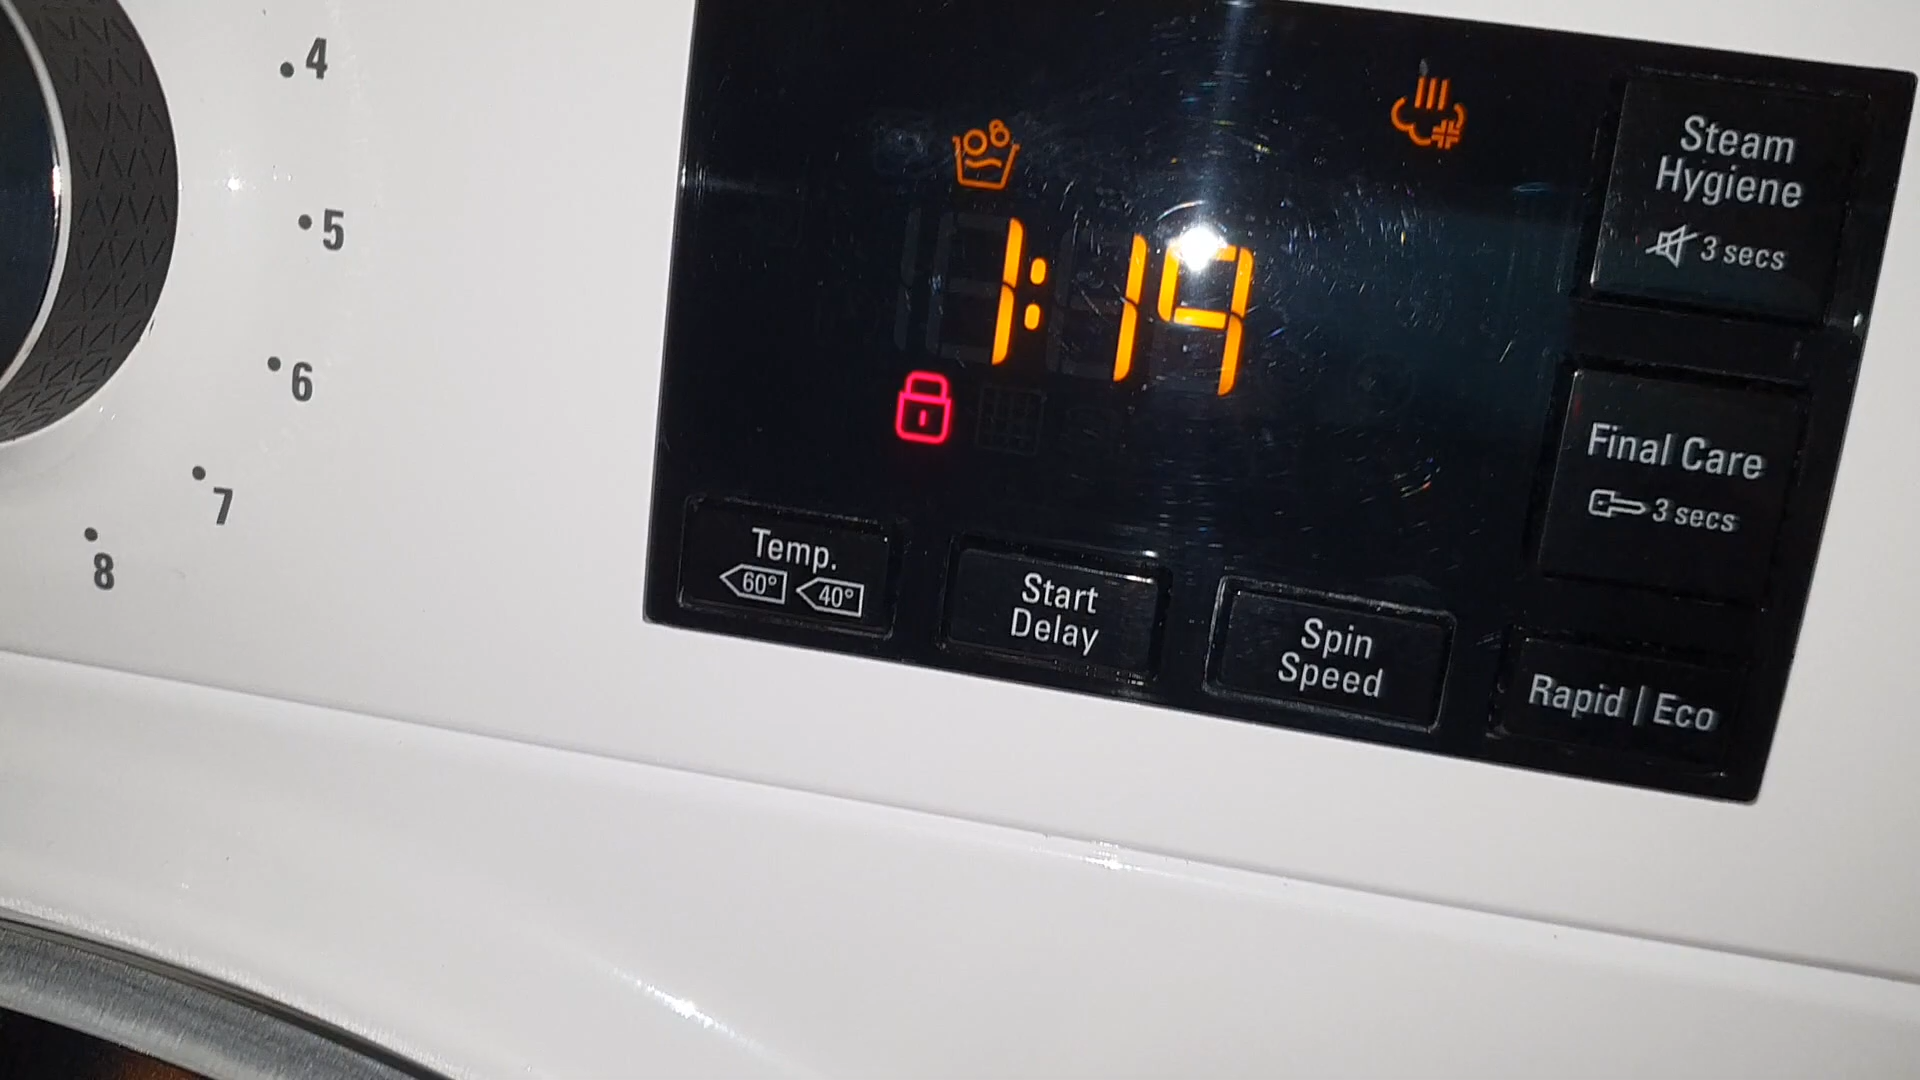 4
5
6
7
8
1:19
Steam
Hygiene
3 secs
Final Care
3 secs
Temp.
60° 40°
Start
Delay
Spin
Speed
Rapid | Eco